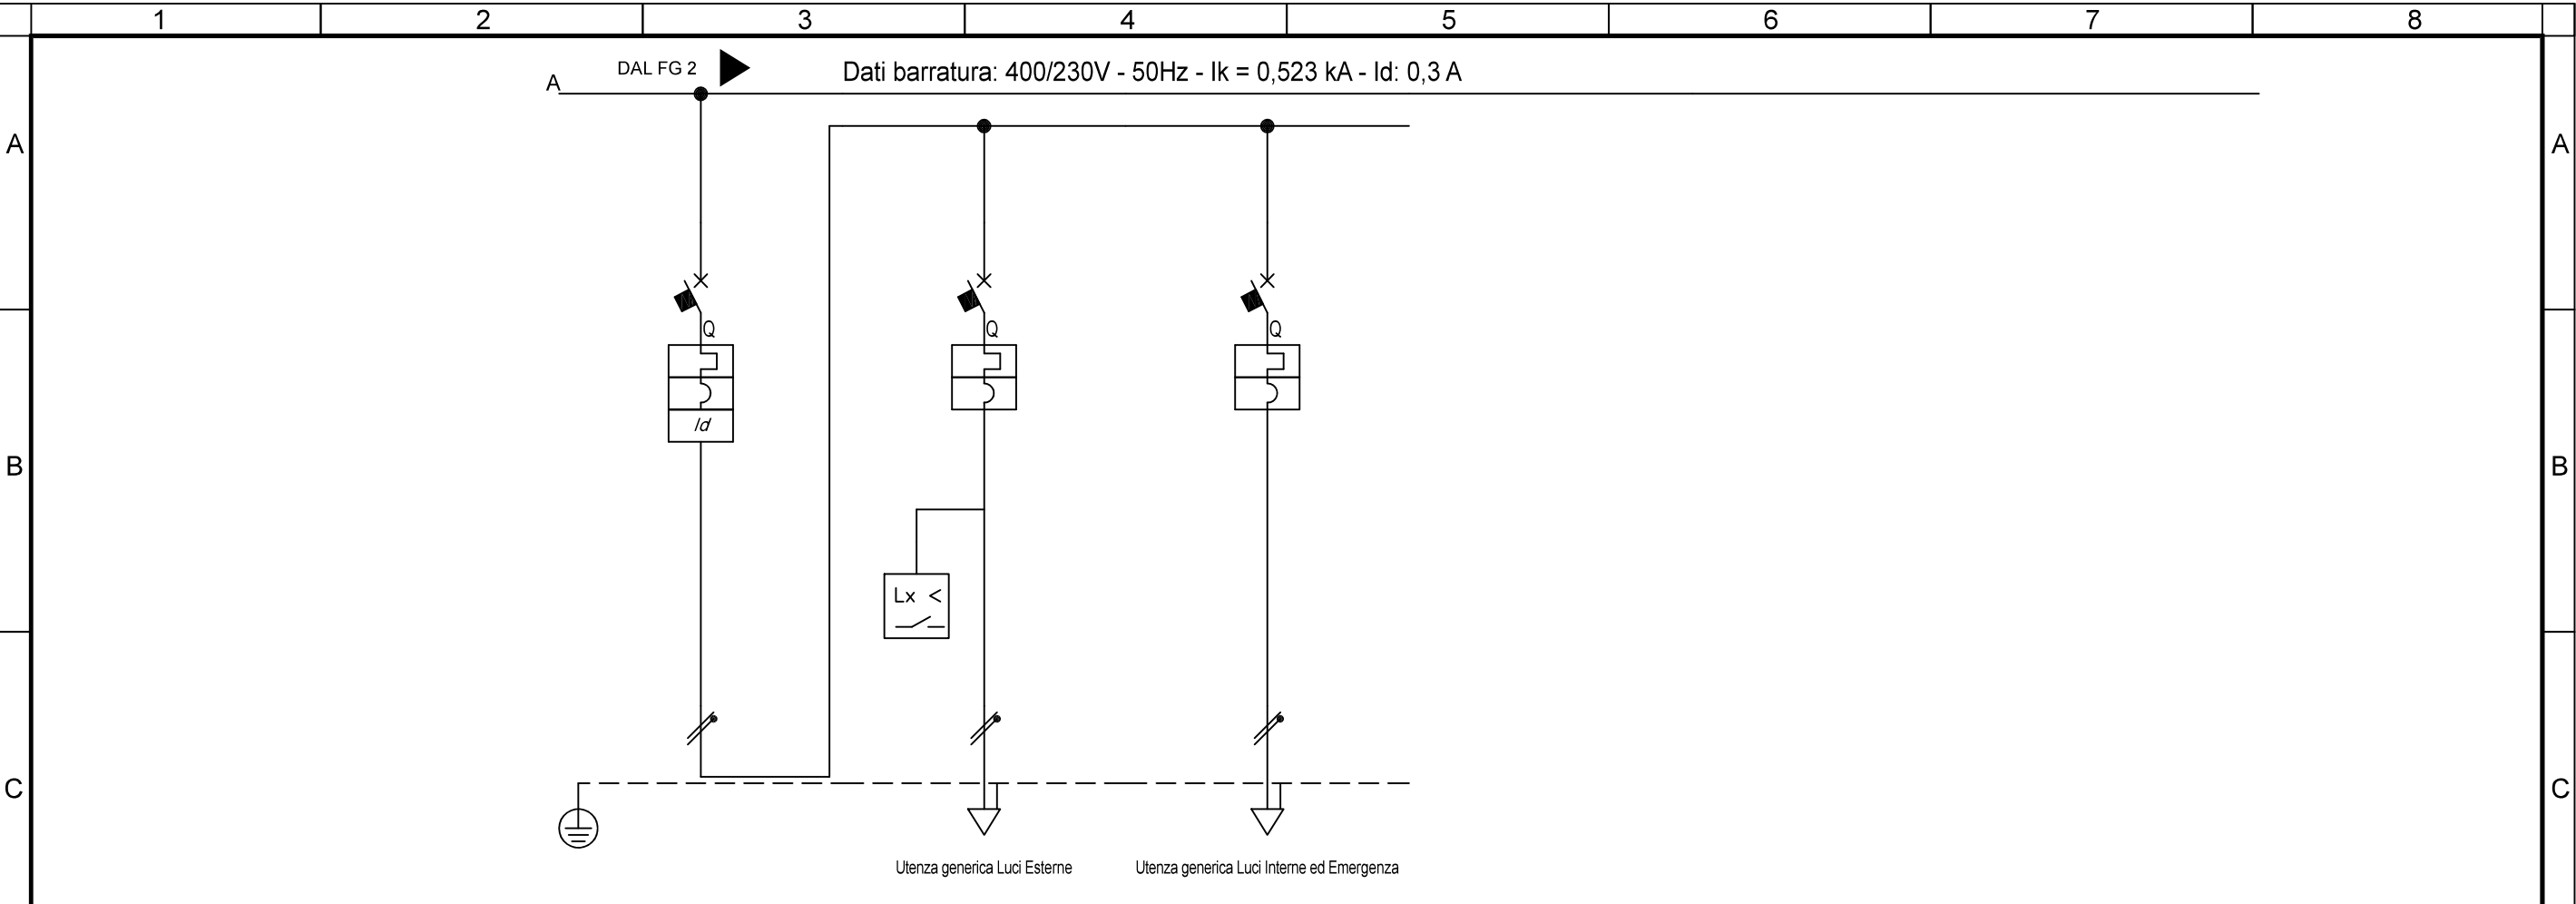 1 2 3 4 5 6 7 8
DAL FG 2 Dati barratura: 400/230V - 50Hz - Ik = 0,523 kA - Id: 0,3 A
A
A A
Q Q Q
Id
B B
Lx <
C C
Utenza generica Luci Esterne Utenza generica Luci Interne ed Emergenza